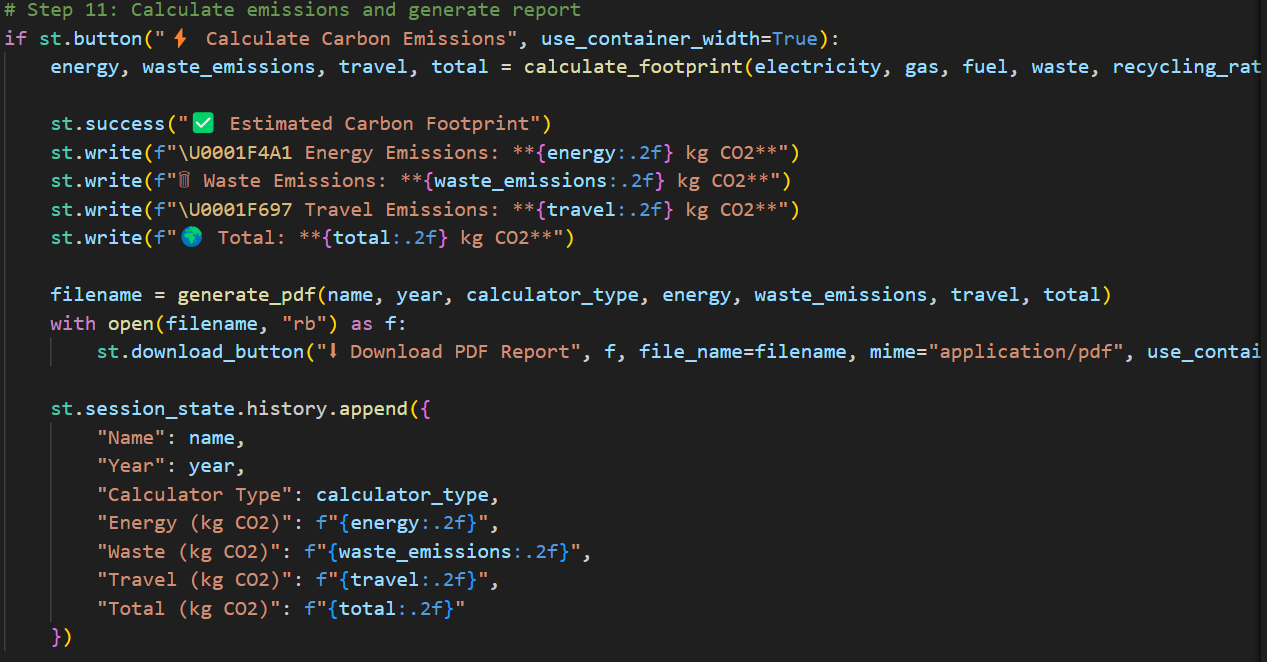 # Step 11: Calculate emissions and generate report
if st.button("⚡ Calculate Carbon Emissions", use_container_width=True):
    energy, waste_emissions, travel, total = calculate_footprint(electricity, gas, fuel, waste, recycling_rat
    st.success("✅ Estimated Carbon Footprint")
    st.write(f"\U0001F4A1 Energy Emissions: **{energy:.2f} kg CO2**")
    st.write(f"🗑 Waste Emissions: **{waste_emissions:.2f} kg CO2**")
    st.write(f"\U0001F697 Travel Emissions: **{travel:.2f} kg CO2**")
    st.write(f"🌍 Total: **{total:.2f} kg CO2**")
    filename = generate_pdf(name, year, calculator_type, energy, waste_emissions, travel, total)
    with open(filename, "rb") as f:
        st.download_button("⬇ Download PDF Report", f, file_name=filename, mime="application/pdf", use_contai
    st.session_state.history.append({
        "Name": name,
        "Year": year,
        "Calculator Type": calculator_type,
        "Energy (kg CO2)": f"{energy:.2f}",
        "Waste (kg CO2)": f"{waste_emissions:.2f}",
        "Travel (kg CO2)": f"{travel:.2f}",
        "Total (kg CO2)": f"{total:.2f}"
    })